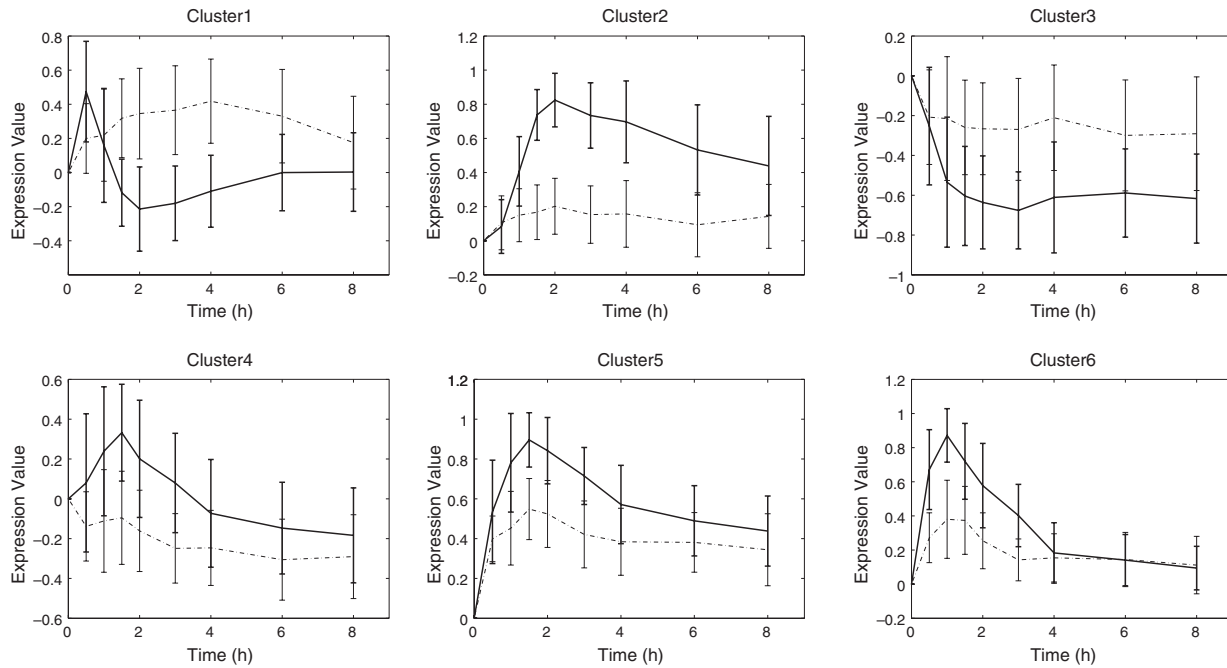 Cluster1
Cluster2
Cluster3
Expression Value
0.8
0.6
0.4
0.2
0
−0.2
−0.4
0 2 4 6 8
Time (h)
Expression Value
1.2
1
0.8
0.6
0.4
0.2
0
−0.2
0 2 4 6 8
Time (h)
Expression Value
0.2
0
−0.2
−0.4
−0.6
−0.8
−1
0 2 4 6 8
Time (h)
Cluster4
Cluster5
Cluster6
Expression Value
0.6
0.4
0.2
0
−0.2
−0.4
−0.6
0 2 4 6 8
Time (h)
Expression Value
1.2
1
0.8
0.6
0.4
0.2
0
0 2 4 6 8
Time (h)
Expression Value
1.2
1
0.8
0.6
0.4
0.2
0
−0.2
0 2 4 6 8
Time (h)